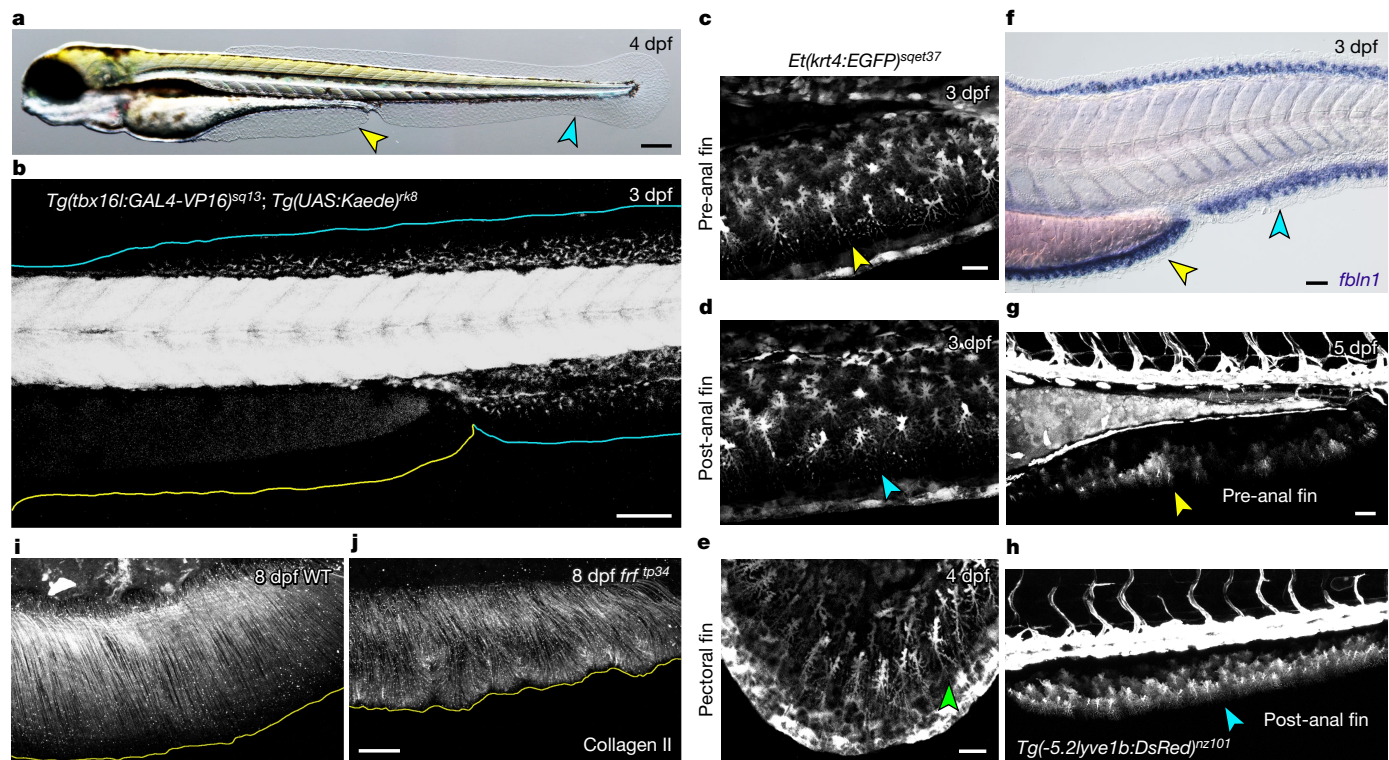 a
4 dpf
b
Tg(tbx16l:GAL4-VP16)sq13; Tg(UAS:Kaede)rk8
3 dpf
c
Et(krt4:EGFP)sqet37
3 dpf
Pre-anal fin
d
3 dpf
Post-anal fin
e
4 dpf
Pectoral fin
f
3 dpf
fbln1
g
5 dpf
Pre-anal fin
h
Post-anal fin
Tg(-5.2lyve1b:DsRed)nz101
i
8 dpf WT
j
8 dpf frf tp34
Collagen II